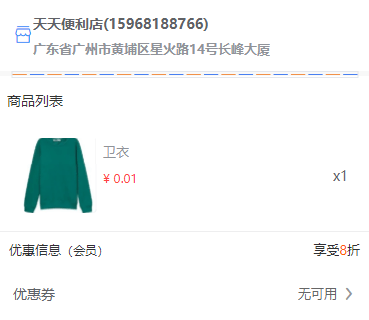 天天便利店(15968188766)
广东省广州市黄埔区星火路14号长峰大厦
商品列表
卫衣
¥ 0.01
x1
优惠信息（会员）
享受8折
优惠券
无可用